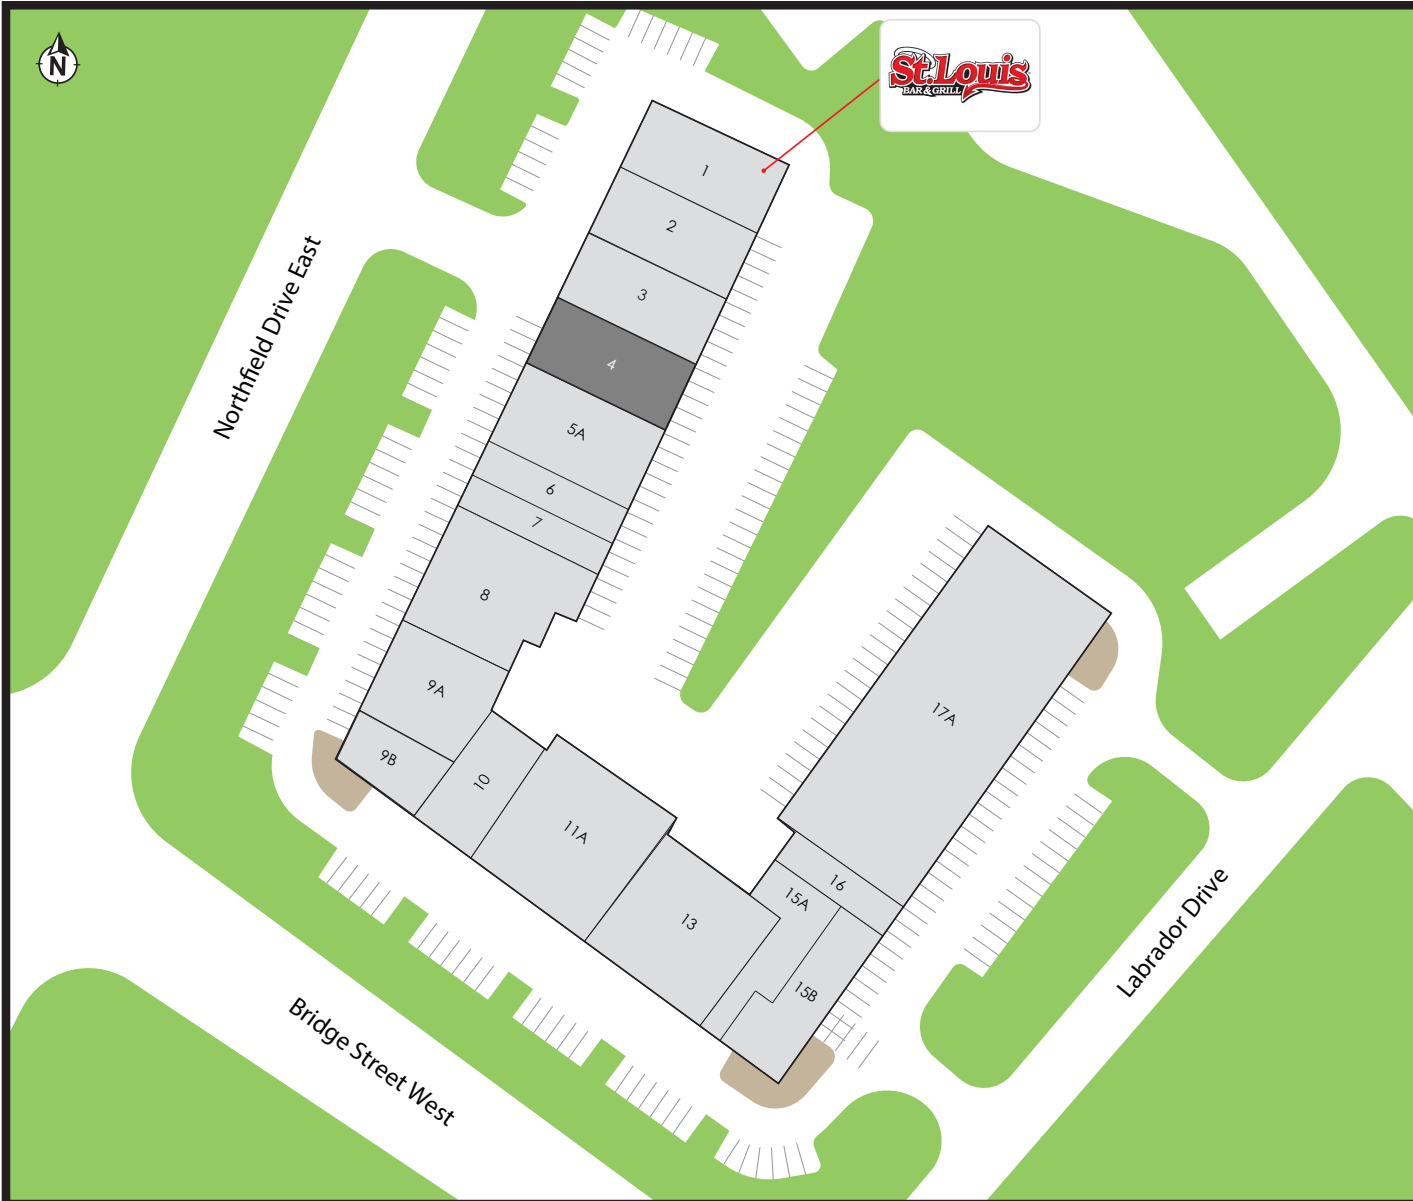 N
St.Louis
BAR & GRILL
1
2
3
4
5A
6
7
8
9A
9B
10
11A
13
15A
15B
16
17A
Northfield Drive East
Bridge Street West
Labrador Drive